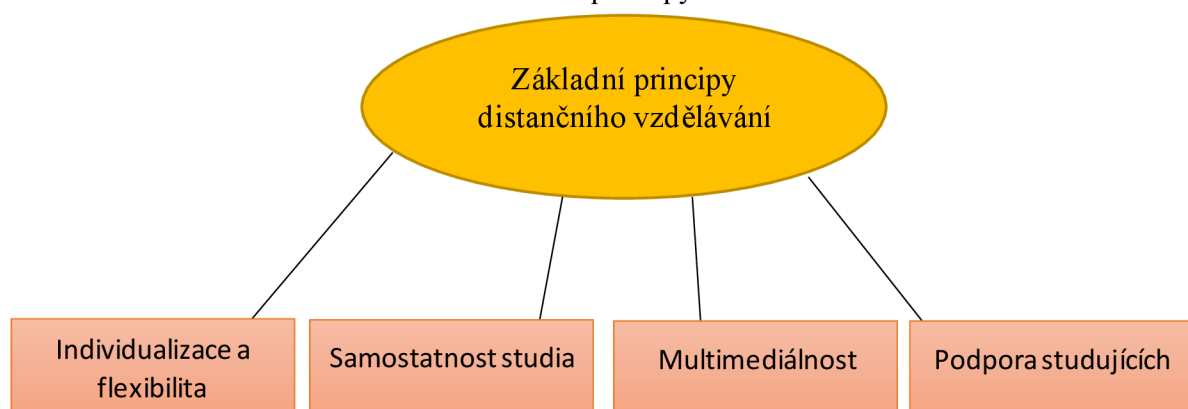 Základní principy
distančního vzdělávání
Individualizace a
flexibilita
Samostatnost studia
Multimediálnost
Podpora studujících